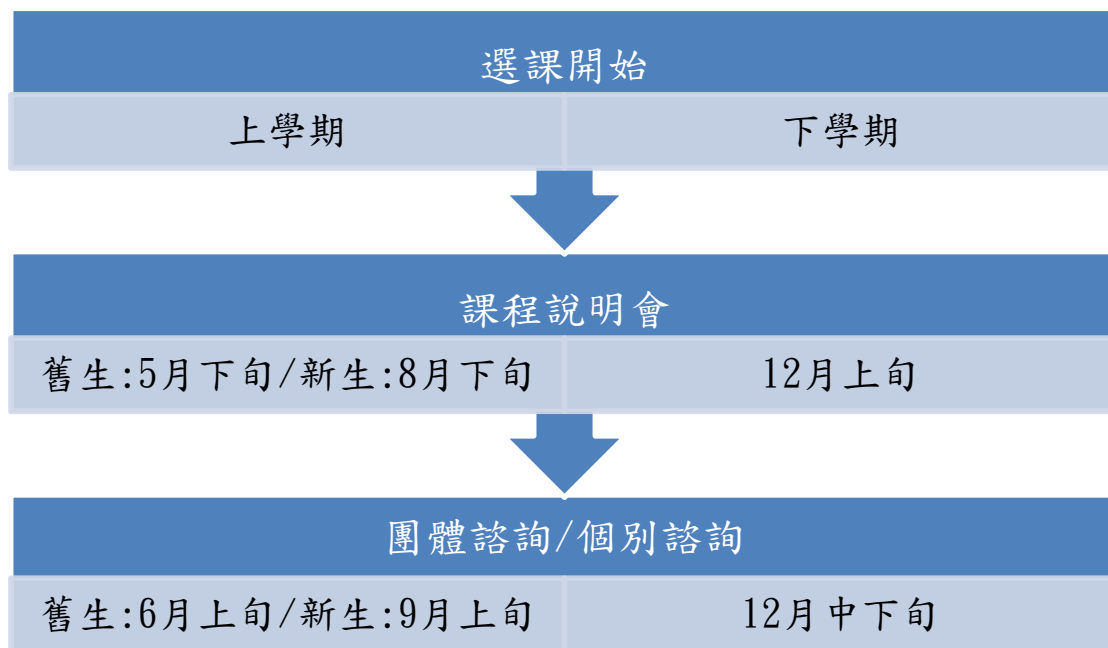 選課開始
上學期 下學期
課程說明會
舊生:5月下旬/新生:8月下旬 12月上旬
團體諮詢/個別諮詢
舊生:6月上旬/新生:9月上旬 12月中下旬